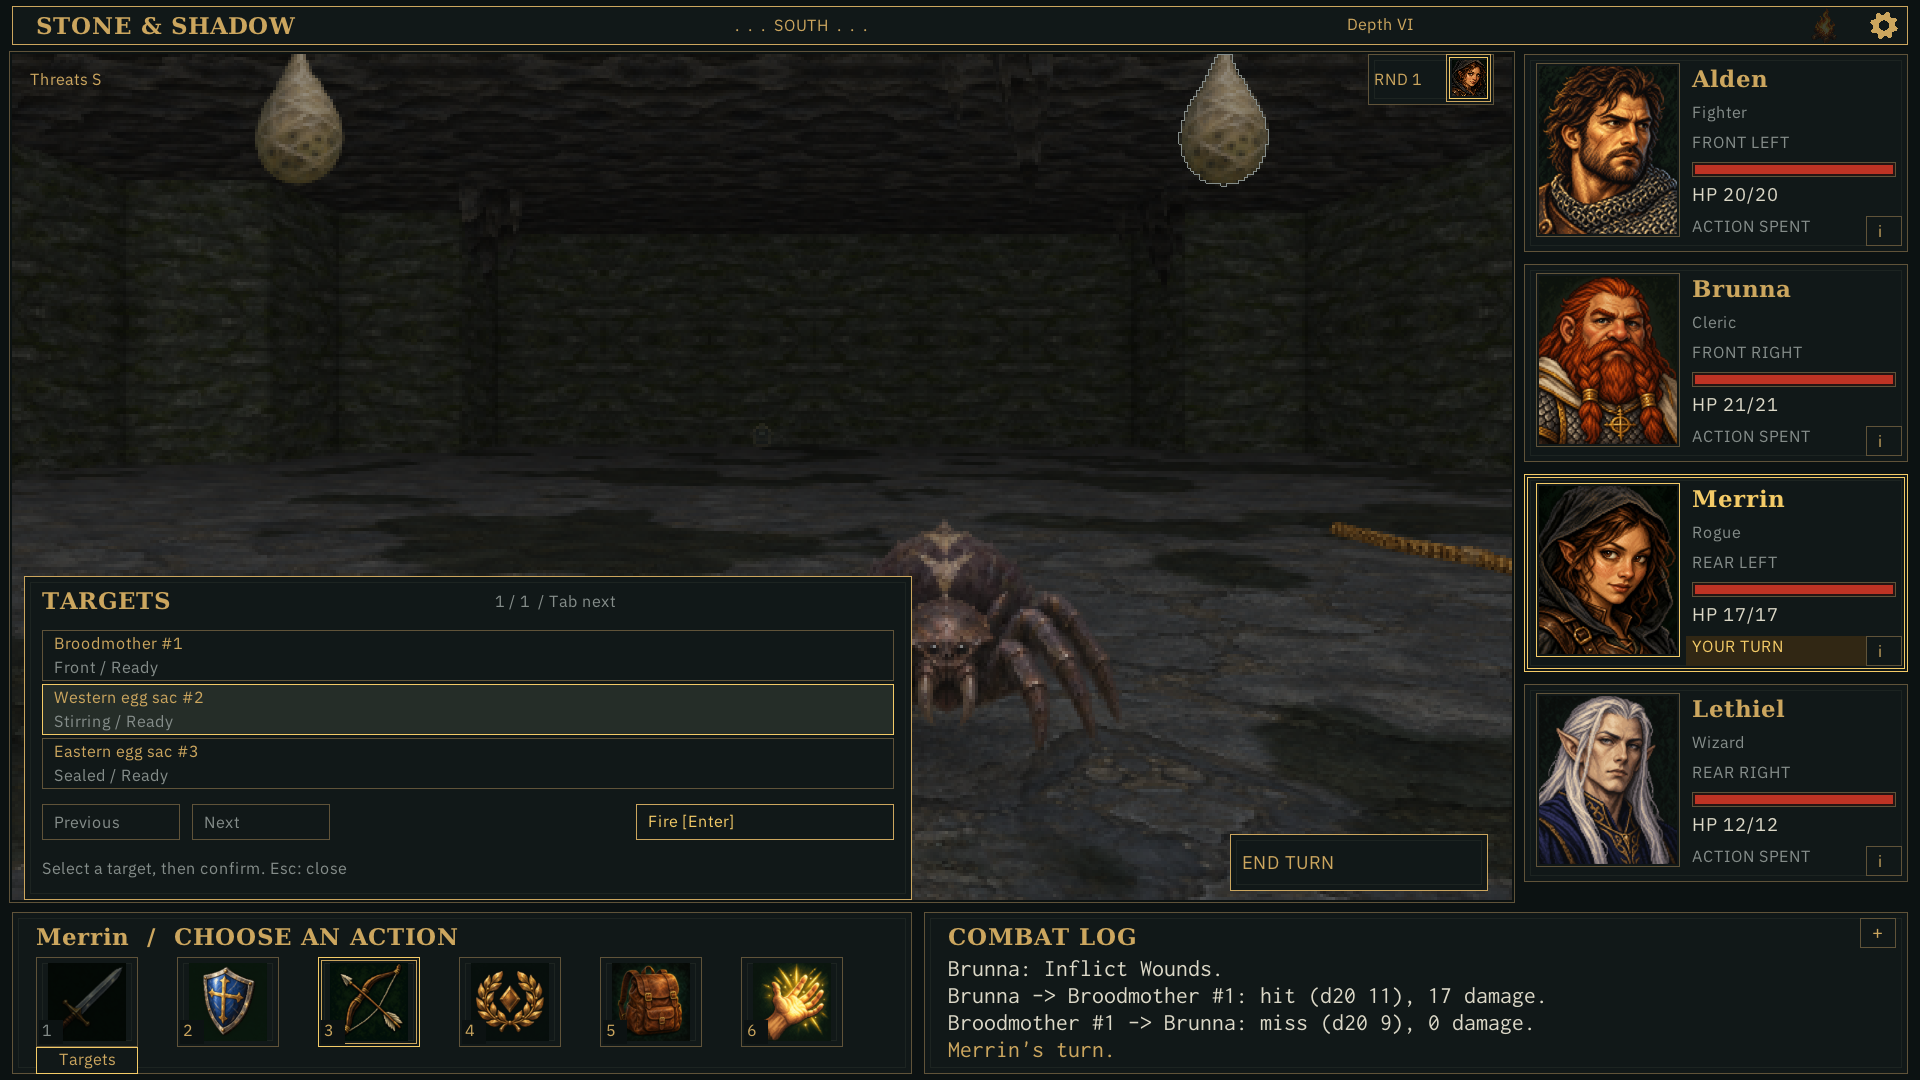 STONE & SHADOW
. . . SOUTH . . .
Depth VI
Threats S
RND 1
Alden
Fighter
FRONT LEFT
HP 20/20
ACTION SPENT
i
Brunna
Cleric
FRONT RIGHT
HP 21/21
ACTION SPENT
i
Merrin
Rogue
REAR LEFT
HP 17/17
YOUR TURN
i
Lethiel
Wizard
REAR RIGHT
HP 12/12
ACTION SPENT
i
TARGETS
1 / 1 / Tab next
Broodmother #1
Front / Ready
Western egg sac #2
Stirring / Ready
Eastern egg sac #3
Sealed / Ready
Previous
Next
Fire [Enter]
Select a target, then confirm. Esc: close
END TURN
Merrin / CHOOSE AN ACTION
1
2
3
4
5
6
Targets
COMBAT LOG
+
Brunna: Inflict Wounds.
Brunna -> Broodmother #1: hit (d20 11), 17 damage.
Broodmother #1 -> Brunna: miss (d20 9), 0 damage.
Merrin's turn.